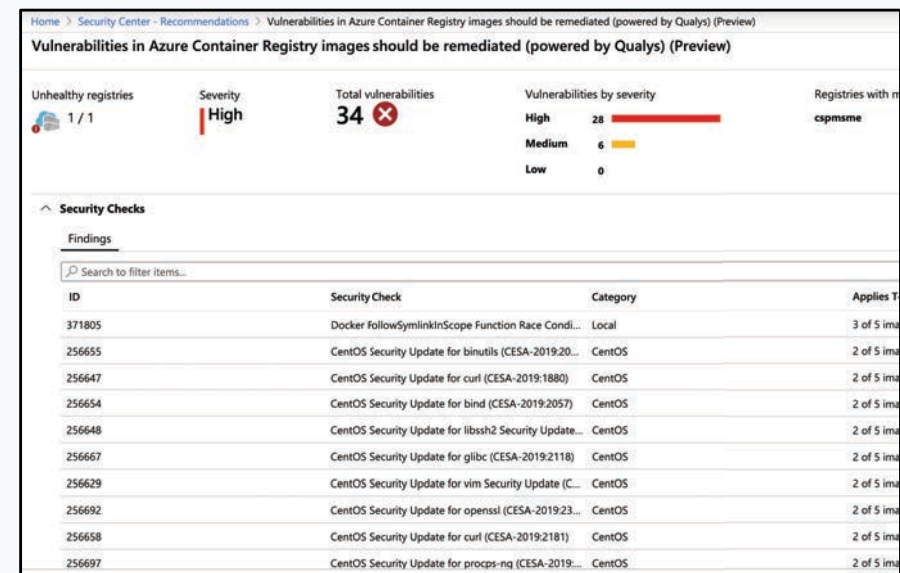 Home > Security Center - Recommendations > Vulnerabilities in Azure Container Registry images should be remediated (powered by Qualys) (Preview)
Vulnerabilities in Azure Container Registry images should be remediated (powered by Qualys) (Preview)
Unhealthy registries Severity Total vulnerabilities Vulnerabilities by severity Registries with m
1 / 1 High 34 High 28 cspmsme
Medium 6
Low 0
Security Checks
Findings
Search to filter items...
ID Security Check Category Applies T
371805 Docker FollowSymlinkInScope Function Race Condi... Local 3 of 5 ima
256655 CentOS Security Update for binutils (CESA-2019:20... CentOS 2 of 5 ima
256647 CentOS Security Update for curl (CESA-2019:1880) CentOS 2 of 5 ima
256654 CentOS Security Update for bind (CESA-2019:2057) CentOS 2 of 5 ima
256648 CentOS Security Update for libssh2 Security Update... CentOS 2 of 5 ima
256667 CentOS Security Update for glibc (CESA-2019:2118) CentOS 2 of 5 ima
256629 CentOS Security Update for vim Security Update (C... CentOS 2 of 5 ima
256692 CentOS Security Update for openssl (CESA-2019:23... CentOS 2 of 5 ima
256658 CentOS Security Update for curl (CESA-2019:2181) CentOS 2 of 5 ima
256697 CentOS Security Update for procps-ng (CESA-2019:... CentOS 2 of 5 ima